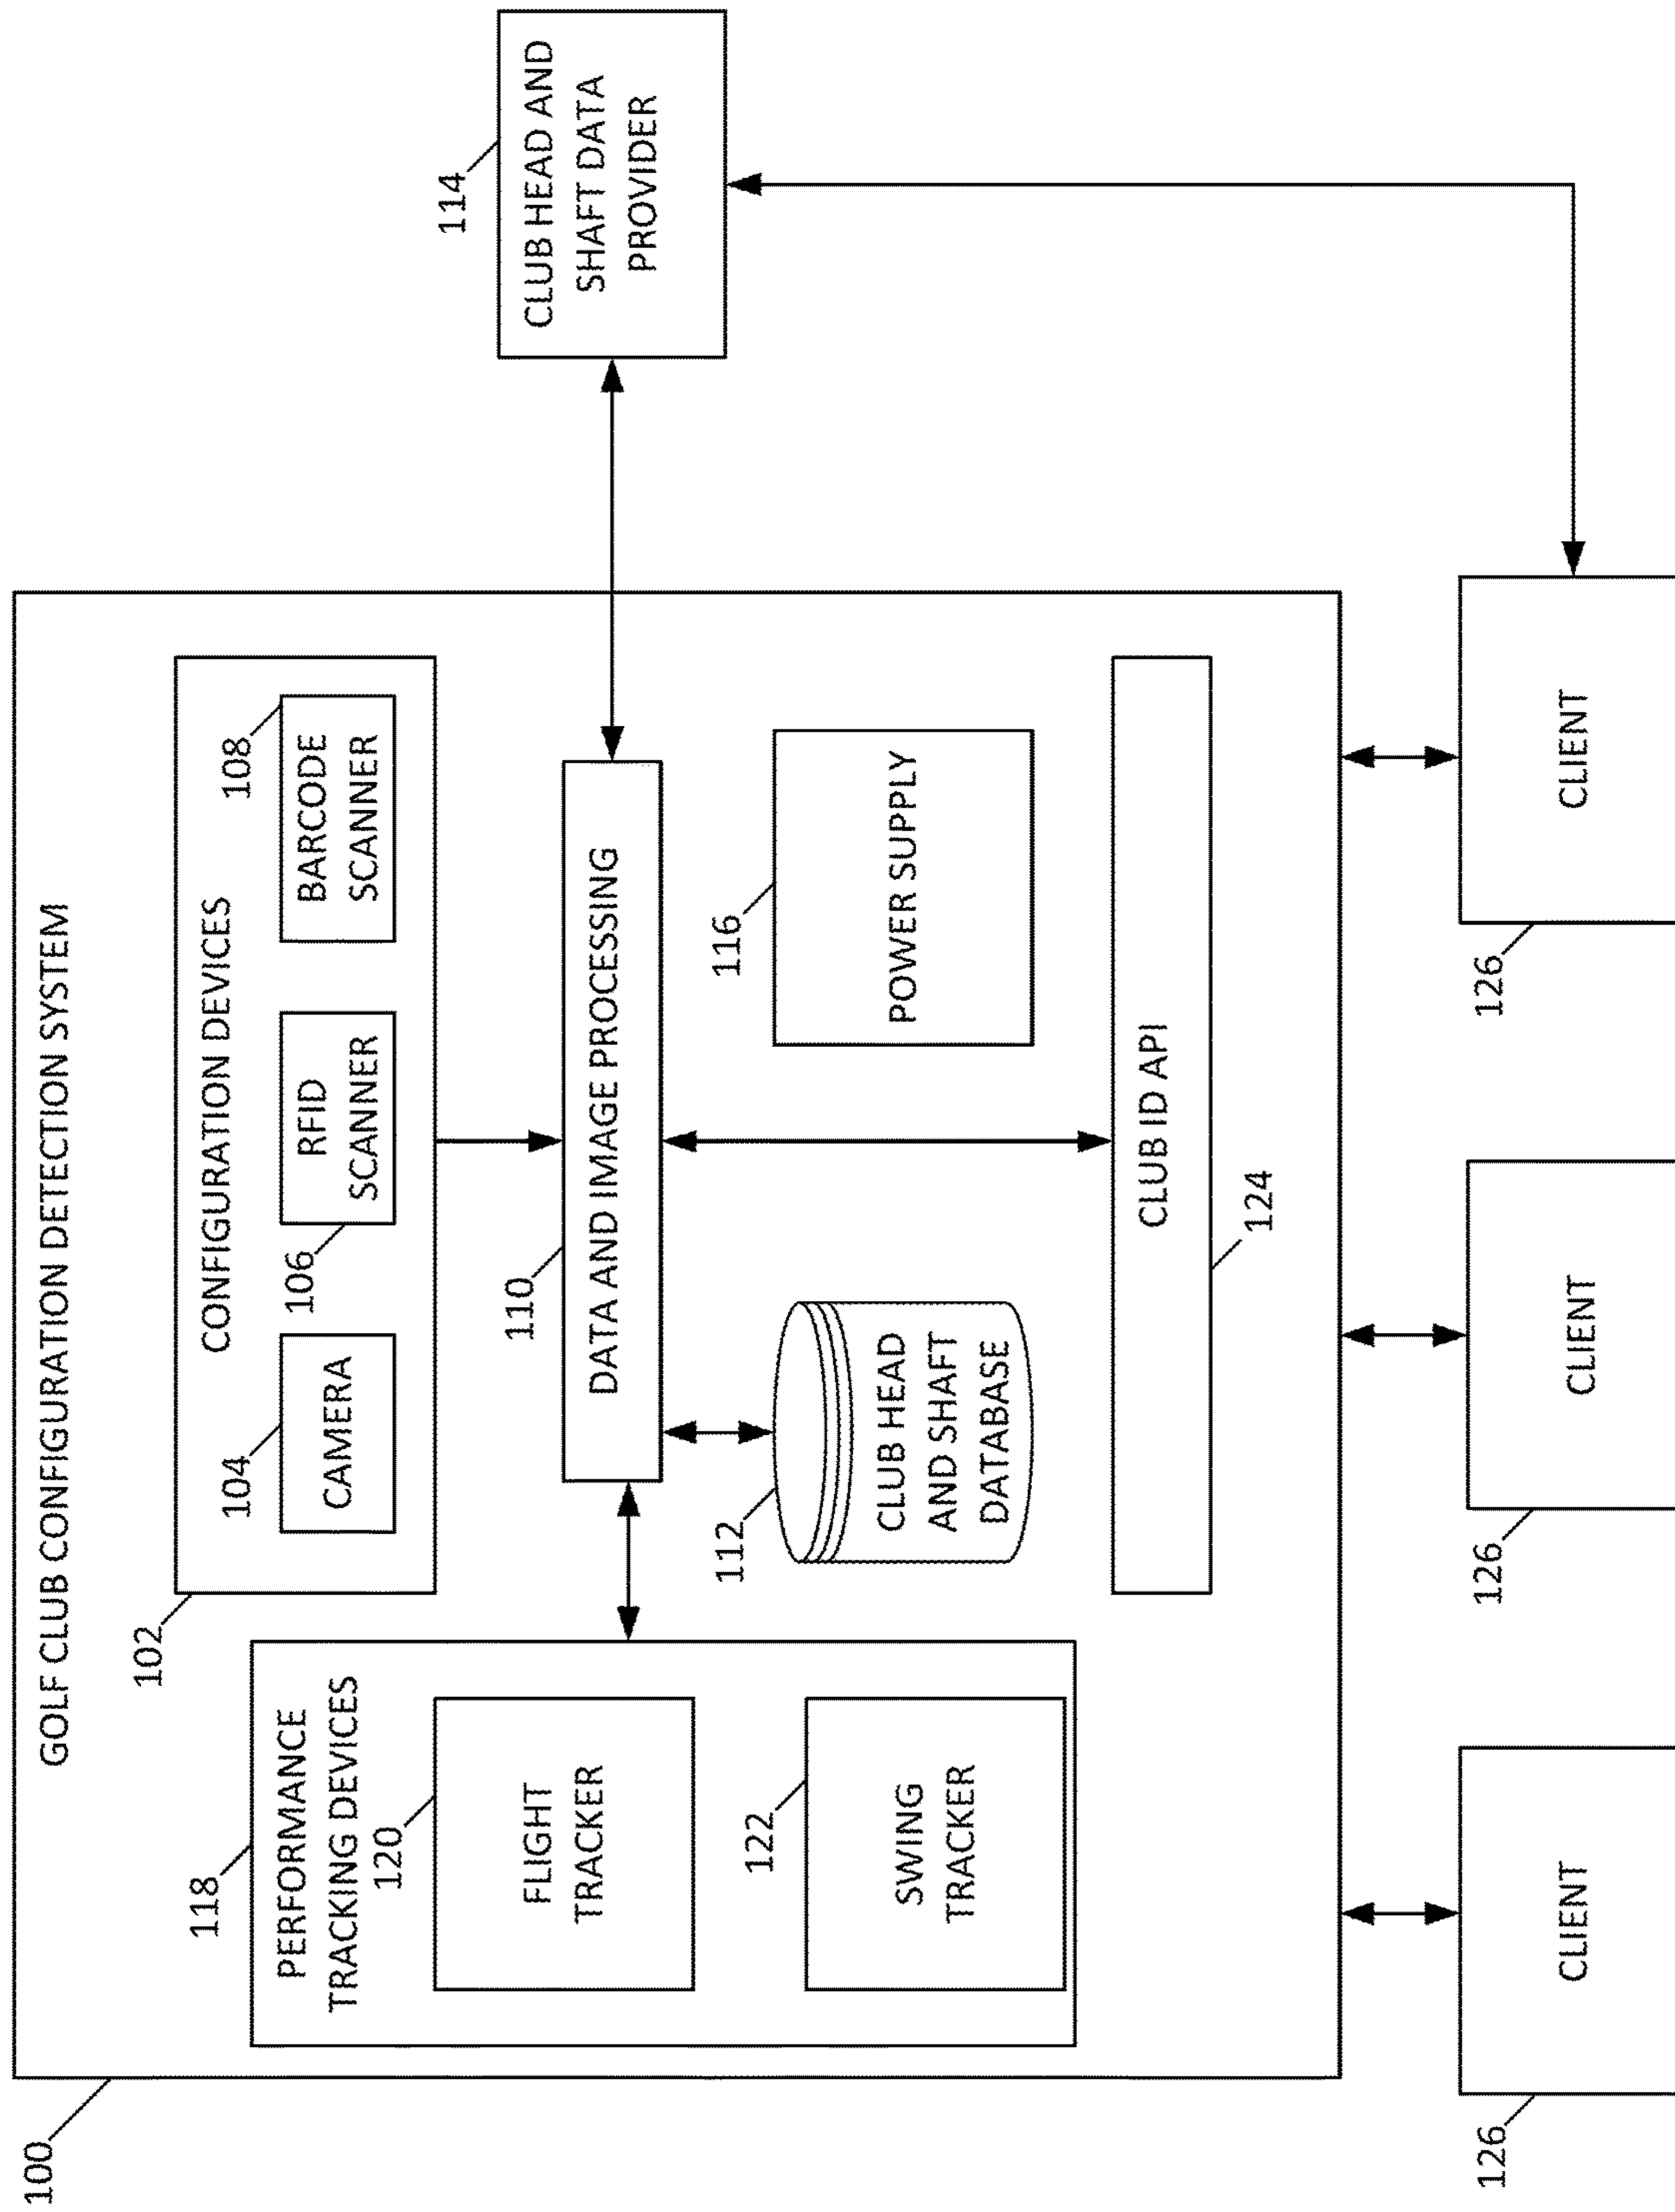 100
GOLF CLUB CONFIGURATION DETECTION SYSTEM
102
CONFIGURATION DEVICES
104
CAMERA
106
RFID
SCANNER
108
BARCODE
SCANNER
114
CLUB HEAD AND
SHAFT DATA
PROVIDER
118
PERFORMANCE
TRACKING DEVICES
120
FLIGHT
TRACKER
122
SWING
TRACKER
110
DATA AND IMAGE PROCESSING
112
CLUB HEAD
AND SHAFT
DATABASE
116
POWER SUPPLY
CLUB ID API
124
126
CLIENT
126
CLIENT
126
CLIENT